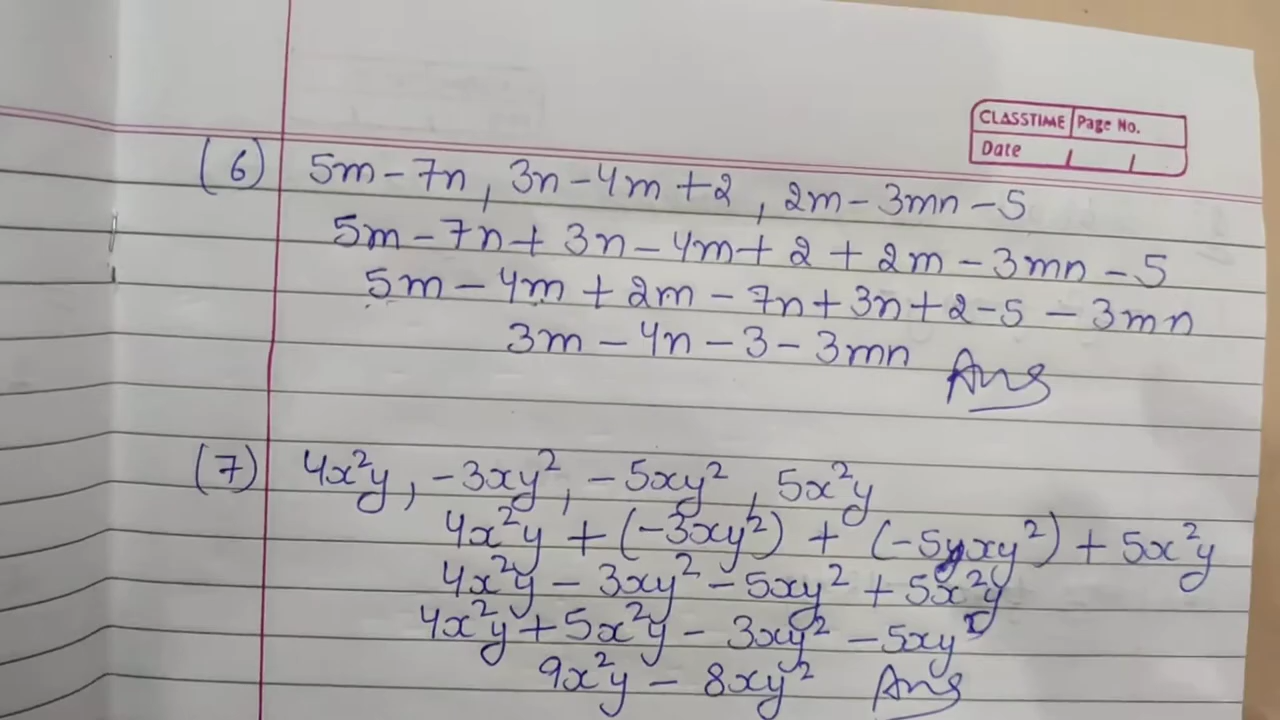 CLASSTIME Page No.
Date / /
(6) 5m - 7n, 3n - 4m + 2, 2m - 3mn - 5
5m - 7n + 3n - 4m + 2 + 2m - 3mn - 5
5m - 4m + 2m - 7n + 3n + 2 - 5 - 3mn
3m - 4n - 3 - 3mn Ans
(7) 4x²y, -3xy², -5xy², 5x²y
4x²y + (-3xy²) + (-5xy²) + 5x²y
4x²y - 3xy² - 5xy² + 5x²y
4x²y + 5x²y - 3xy² - 5xy²
9x²y - 8xy² Ans